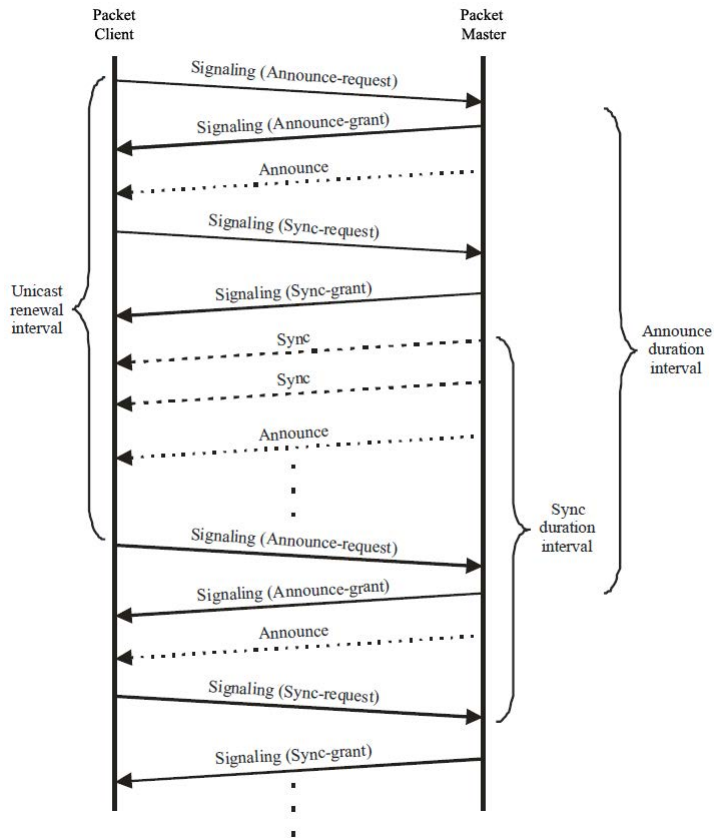 Packet
Client
Packet
Master
Signaling (Announce-request)
Signaling (Announce-grant)
Announce
Signaling (Sync-request)
Signaling (Sync-grant)
Unicast
renewal
interval
Sync
Sync
Announce
duration
interval
Announce
Sync
duration
interval
Signaling (Announce-request)
Signaling (Announce-grant)
Announce
Signaling (Sync-request)
Signaling (Sync-grant)